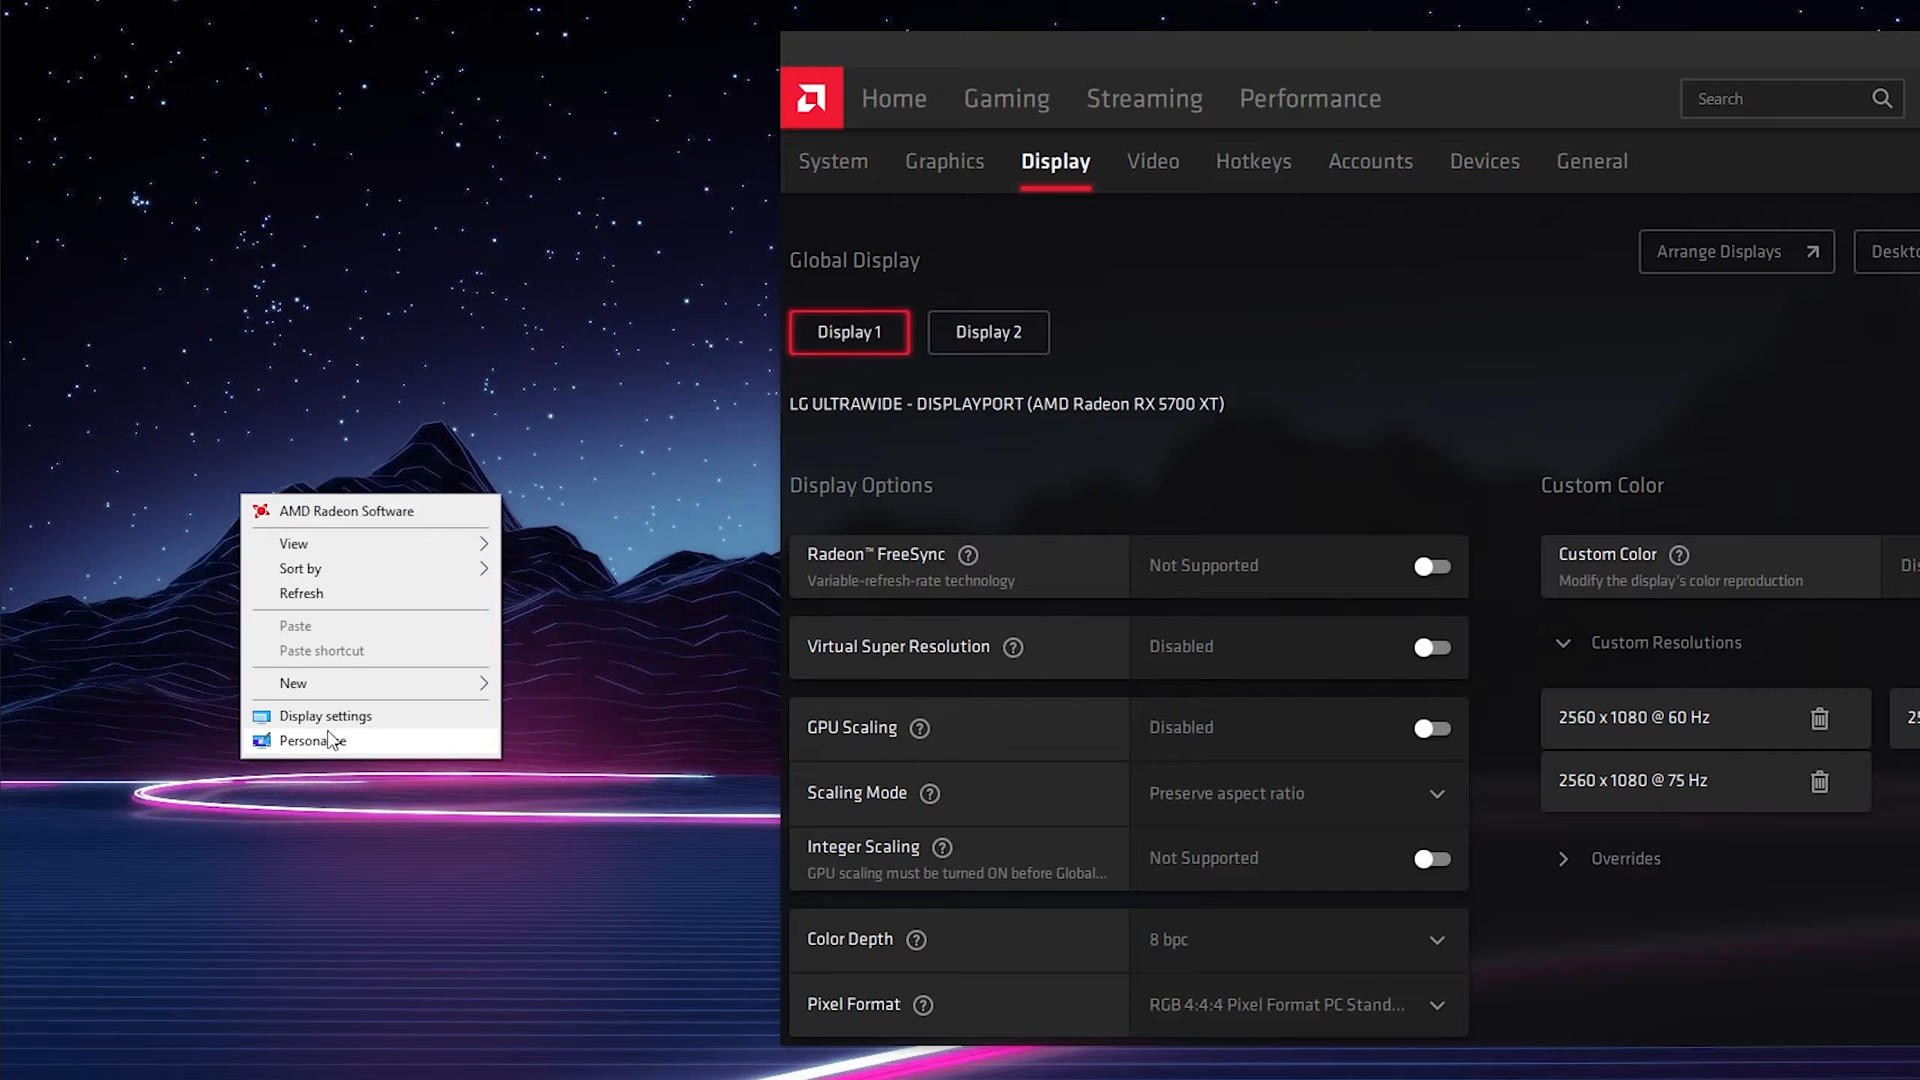 Home Gaming Streaming Performance Search
System Graphics Display Video Hotkeys Accounts Devices General
Global Display
Arrange Displays
Display 1
Display 2
LG ULTRAWIDE - DISPLAYPORT (AMD Radeon RX 5700 XT)
Display Options
Radeon™ FreeSync
Variable-refresh-rate technology
Not Supported
Virtual Super Resolution
Disabled
GPU Scaling
Disabled
Scaling Mode
Preserve aspect ratio
Integer Scaling
GPU scaling must be turned ON before Global...
Not Supported
Color Depth
8 bpc
Pixel Format
RGB 4:4:4 Pixel Format PC Stand...
Custom Color
Custom Color
Modify the display's color reproduction
Custom Resolutions
2560 x 1080 @ 60 Hz
2560 x 1080 @ 75 Hz
Overrides
AMD Radeon Software
View
Sort by
Refresh
Paste
Paste shortcut
New
Display settings